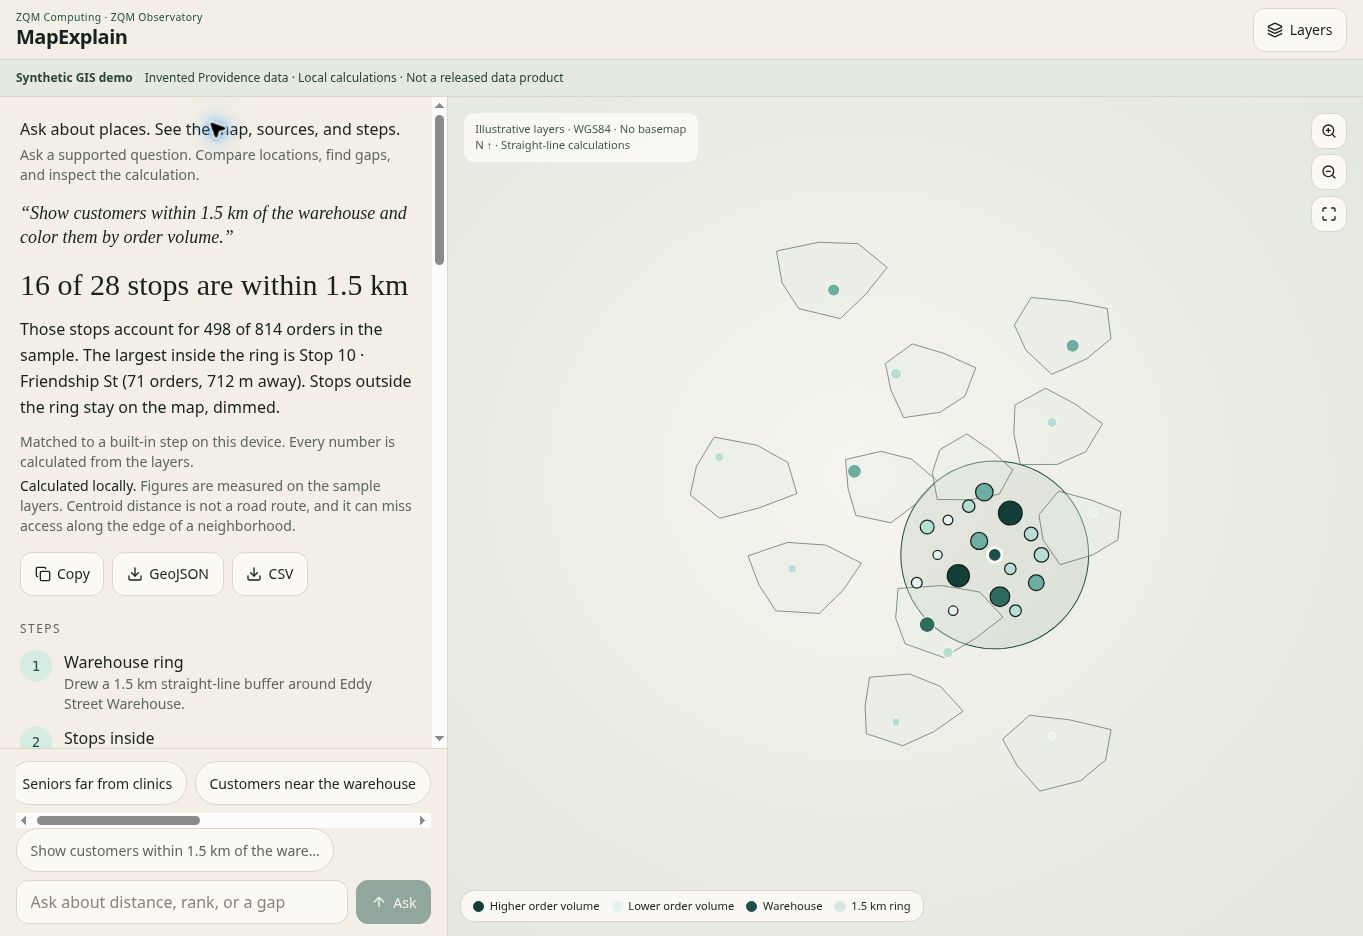 ZQM Computing · ZQM Observatory
MapExplain
Layers
Synthetic GIS demo Invented Providence data · Local calculations · Not a released data product
Ask about places. See the map, sources, and steps.
Ask a supported question. Compare locations, find gaps,
and inspect the calculation.
“Show customers within 1.5 km of the warehouse and
color them by order volume.”
16 of 28 stops are within 1.5 km
Those stops account for 498 of 814 orders in the
sample. The largest inside the ring is Stop 10 ·
Friendship St (71 orders, 712 m away). Stops outside
the ring stay on the map, dimmed.
Matched to a built-in step on this device. Every number is
calculated from the layers.
Calculated locally. Figures are measured on the sample
layers. Centroid distance is not a road route, and it can miss
access along the edge of a neighborhood.
Copy GeoJSON CSV
STEPS
1 Warehouse ring
Drew a 1.5 km straight-line buffer around Eddy
Street Warehouse.
2 Stops inside
Seniors far from clinics Customers near the warehouse
Show customers within 1.5 km of the ware...
Ask about distance, rank, or a gap
Ask
Illustrative layers · WGS84 · No basemap
N ↑ · Straight-line calculations
Higher order volume Lower order volume Warehouse 1.5 km ring